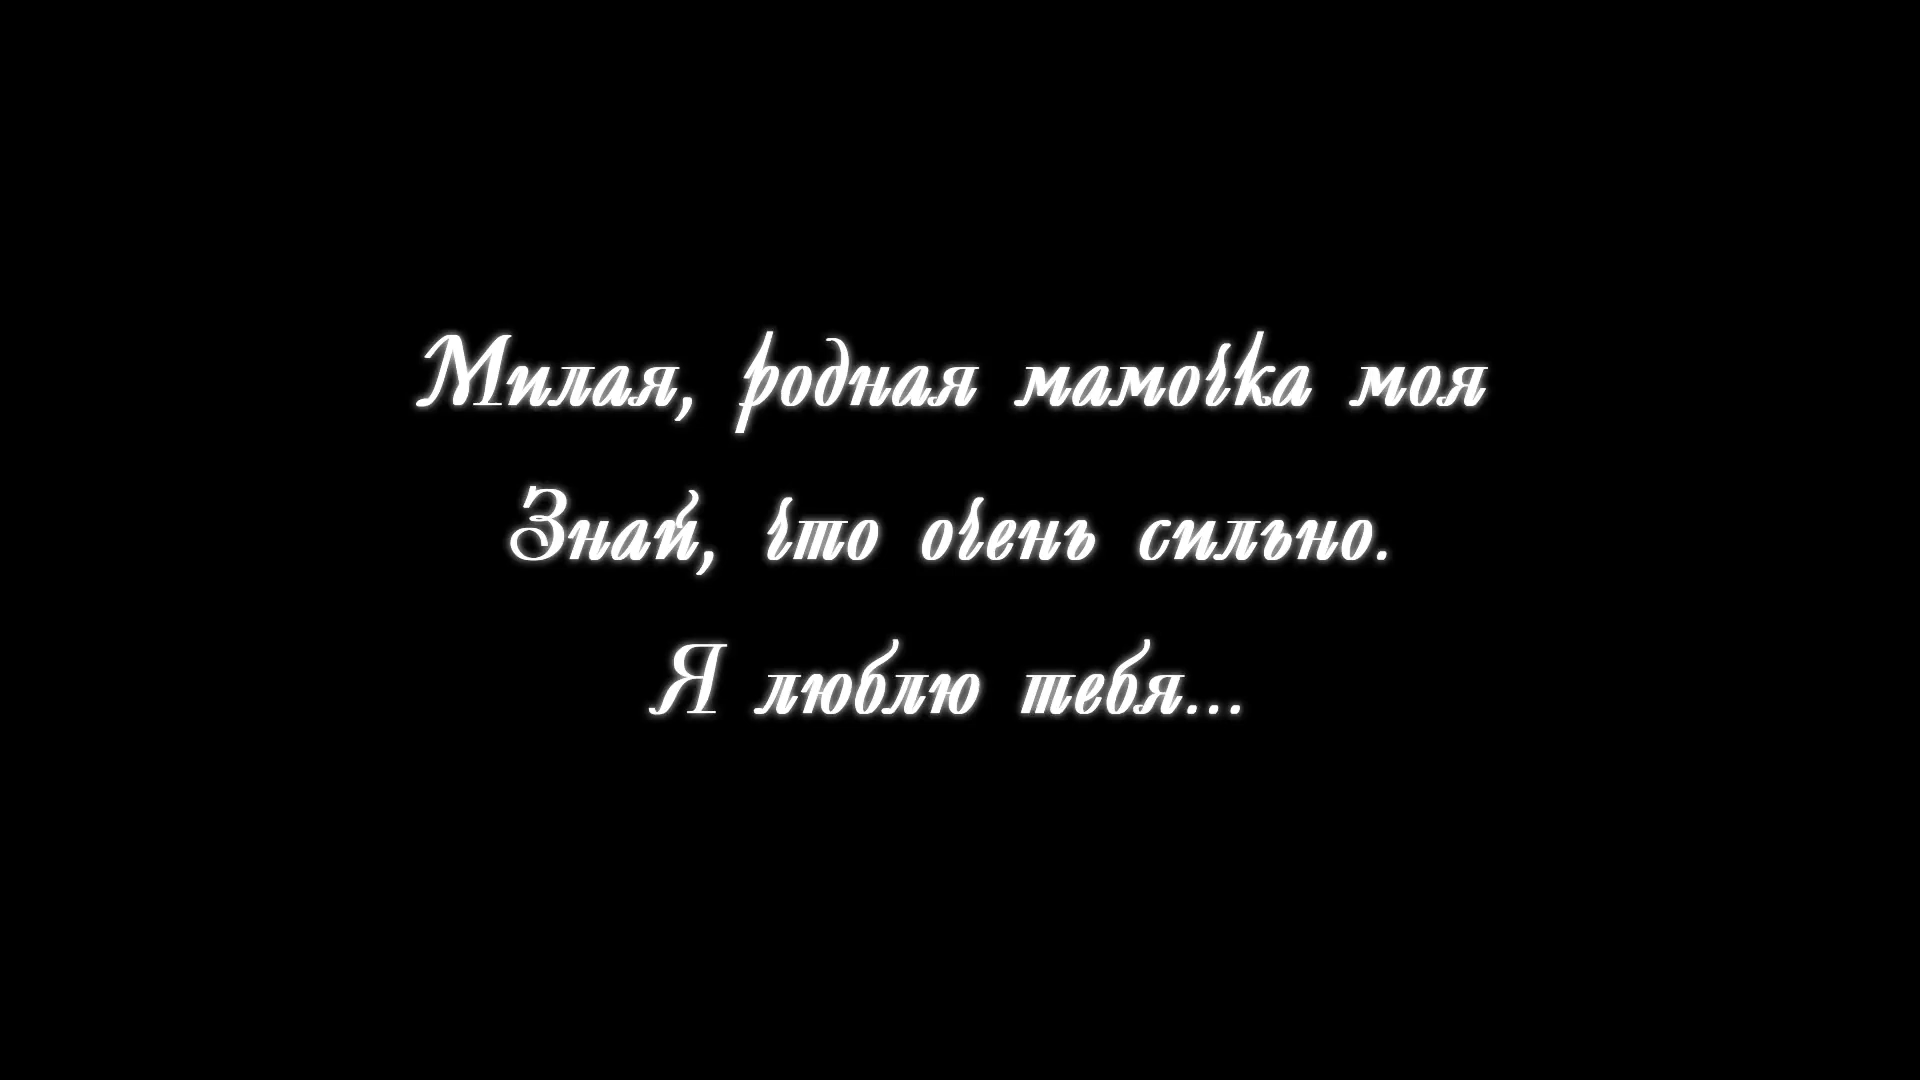 Милая, родная мамочка моя
Знай, что очень сильно.
Я люблю тебя...